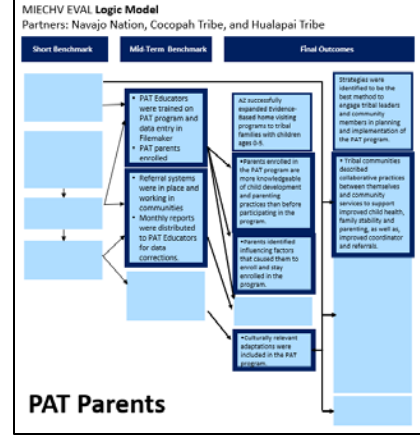 MIECHV EVAL Logic Model
Partners: Navajo Nation, Cocopah Tribe, and Hualapai Tribe
Short Benchmark
Mid-Term Benchmark
Final Outcomes
• PAT Educators
were trained on
PAT program and
data entry in
Filemaker
• PAT parents
enrolled
• Referral systems
were in place and
working in
communities
• Monthly reports
were distributed
to PAT Educators
for data
corrections.
AZ successfully
expanded Evidence-
Based home visiting
programs to tribal
families with children
ages 0-5.
•Parents enrolled in
the PAT program are
more knowledgeable
of child development
and parenting
practices then before
participating in the
program.
•Parents identified
influencing factors
that caused them to
enroll and stay
enrolled in the
program.
•Culturally relevant
adaptations were
included in the PAT
program.
Strategies were
identified to be the
best method to
engage tribal leaders
and community
members in planning
and implementation of
the PAT program.
• Tribal communities
described
collaborative practices
between themselves
and community
services to support
improved child health,
family stability and
parenting, as well as,
improved coordinator
and referrals.
PAT Parents